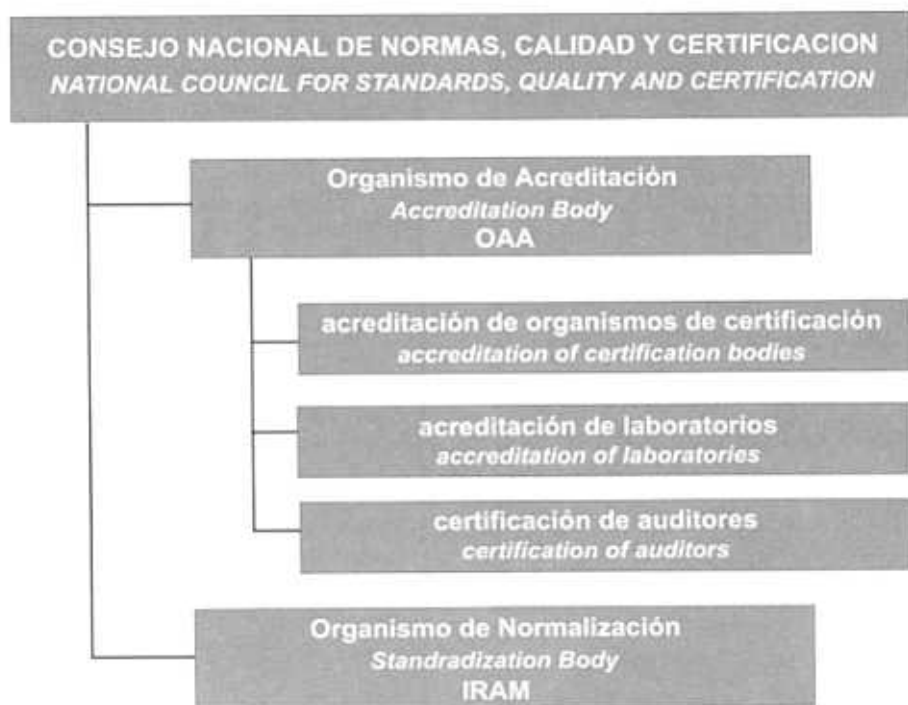 CONSEJO NACIONAL DE NORMAS, CALIDAD Y CERTIFICACION
NATIONAL COUNCIL FOR STANDARDS, QUALITY AND CERTIFICATION
Organismo de Acreditación
Accreditation Body
OAA
acreditación de organismos de certificación
accreditation of certification bodies
acreditación de laboratorios
accreditation of laboratories
certificación de auditores
certification of auditors
Organismo de Normalización
Standradization Body
IRAM